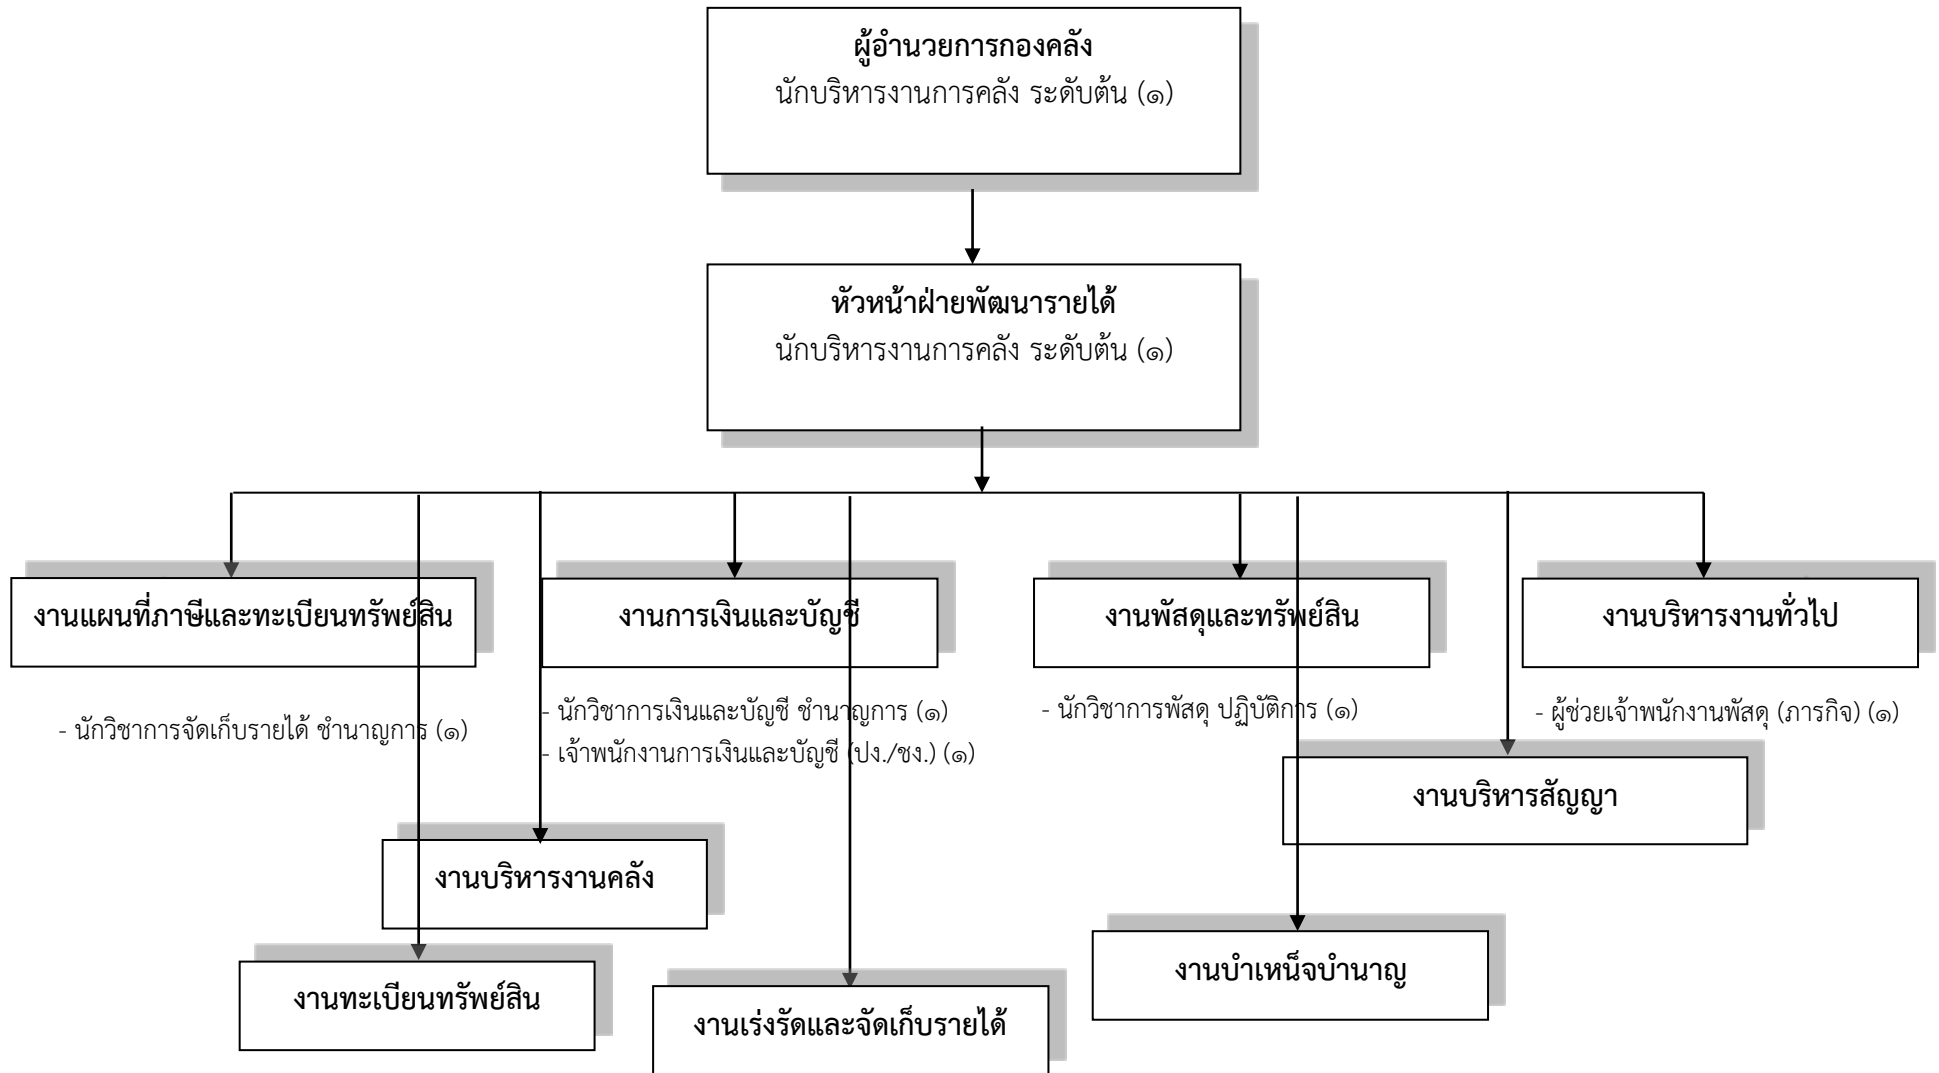 ผู้อำนวยการกองคลัง
นักบริหารงานการคลัง ระดับต้น (๑)
หัวหน้าฝ่ายพัฒนารายได้
นักบริหารงานการคลัง ระดับต้น (๑)
งานแผนที่ภาษีและทะเบียนทรัพย์สิน
งานการเงินและบัญชี
งานพัสดุและทรัพย์สิน
งานบริหารงานทั่วไป
- นักวิชาการจัดเก็บรายได้ ชำนาญการ (๑)
- นักวิชาการเงินและบัญชี ชำนาญการ (๑)
- เจ้าพนักงานการเงินและบัญชี (ปง./ชง.) (๑)
- นักวิชาการพัสดุ ปฏิบัติการ (๑)
- ผู้ช่วยเจ้าพนักงานพัสดุ (ภารกิจ) (๑)
งานบริหารสัญญา
งานบริหารงานคลัง
งานบำเหน็จบำนาญ
งานทะเบียนทรัพย์สิน
งานเร่งรัดและจัดเก็บรายได้